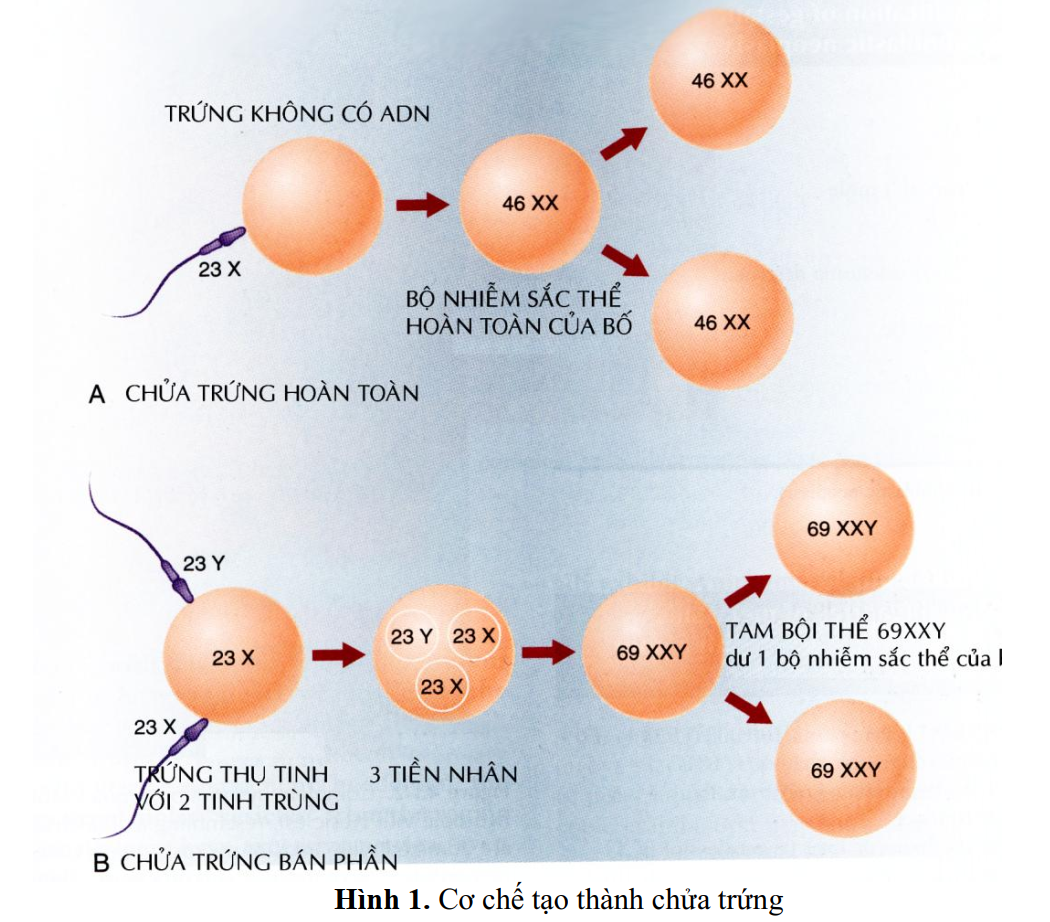 TRỨNG KHÔNG CÓ ADN
23 X
46 XX
46 XX
46 XX
BỘ NHIỄM SẮC THỂ
HOÀN TOÀN CỦA BỐ
A CHỬA TRỨNG HOÀN TOÀN
23 Y
23 X
23 X
TRỨNG THỤ TINH
VỚI 2 TINH TRÙNG
23 Y 23 X
23 X
3 TIỀN NHÂN
69 XXY
69 XXY
TAM BỘI THỂ 69XXY
dư 1 bộ nhiễm sắc thể của
69 XXY
B CHỬA TRỨNG BÁN PHẦN
Hình 1. Cơ chế tạo thành chửa trứng